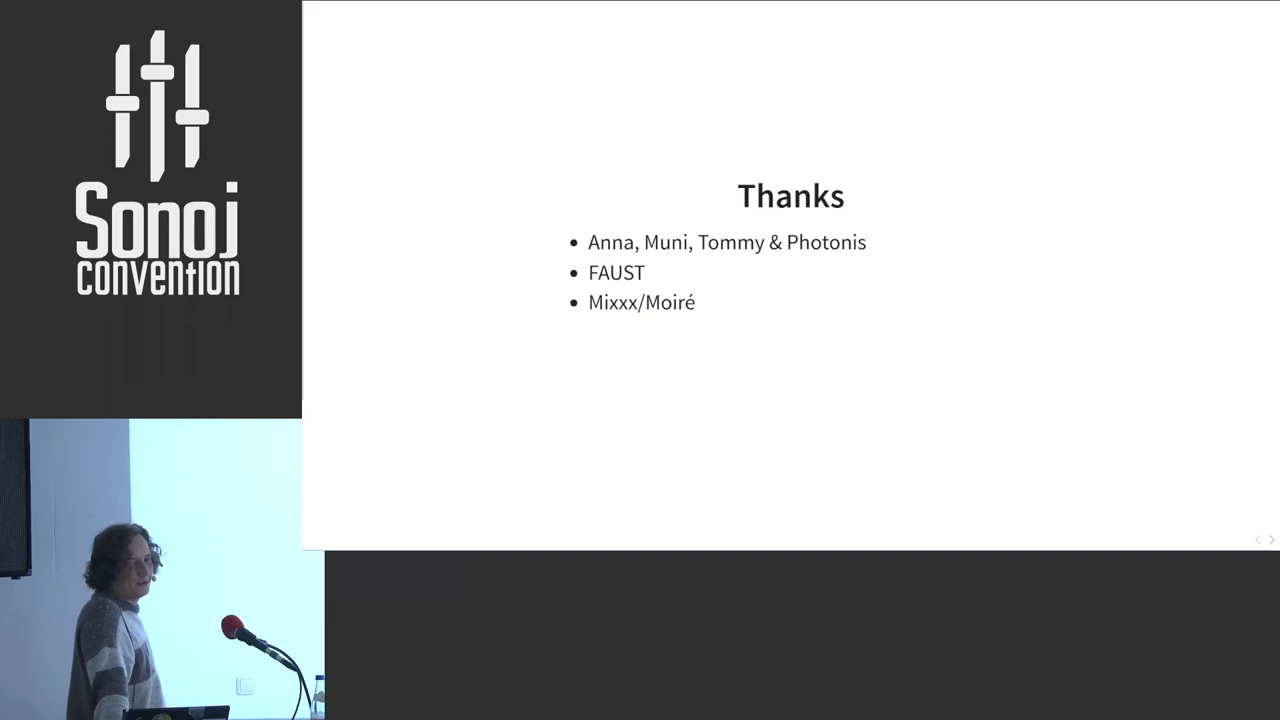 Sonoj
convention
Thanks
• Anna, Muni, Tommy & Photonis
• FAUST
• Mixxx/Moiré